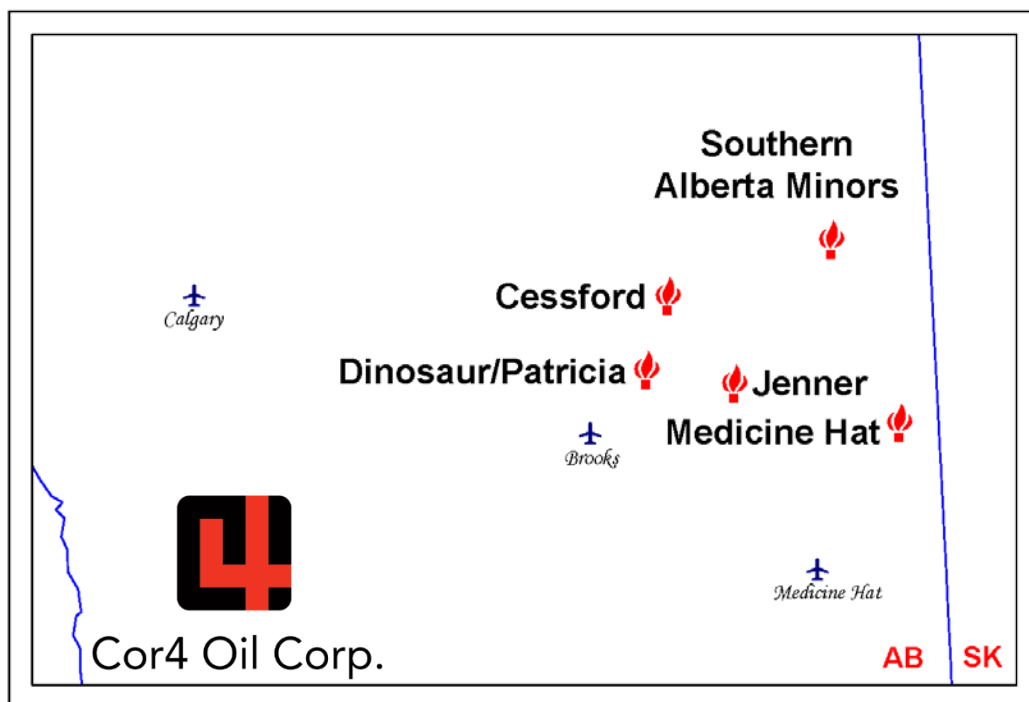 Southern
Alberta Minors
Cessford
Calgary
Dinosaur/Patricia
Jenner
Medicine Hat
Brooks
Medicine Hat
Cor4 Oil Corp.
AB
SK